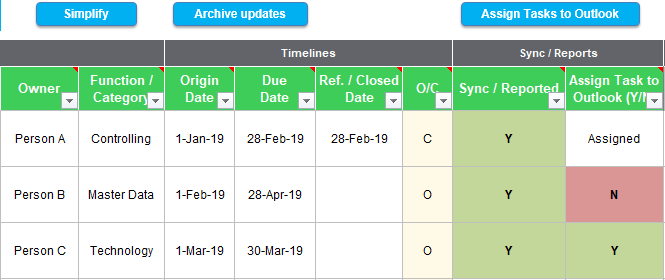 Simplify Archive updates Assign Tasks to Outlook
Timelines Sync / Reports
Owner Function / Category Origin Date Due Date Ref. / Closed Date O/C Sync / Reported Assign Task to Outlook (Y/N
Person A Controlling 1-Jan-19 28-Feb-19 28-Feb-19 C Y Assigned
Person B Master Data 1-Feb-19 28-Apr-19 O Y N
Person C Technology 1-Mar-19 30-Mar-19 O Y Y